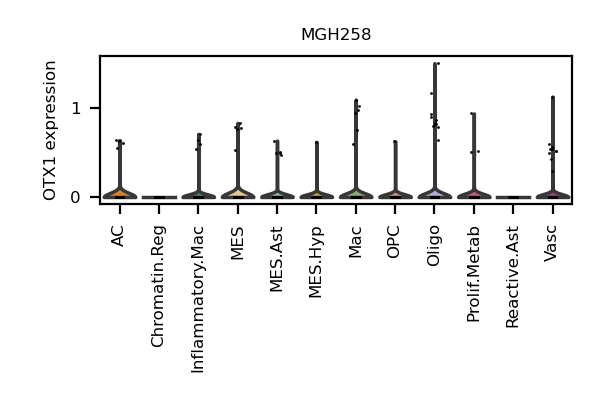 MGH258
OTX1 expression
1
0
AC
Chromatin.Reg
Inflammatory.Mac
MES
MES.Ast
MES.Hyp
Mac
OPC
Oligo
Prolif.Metab
Reactive.Ast
Vasc